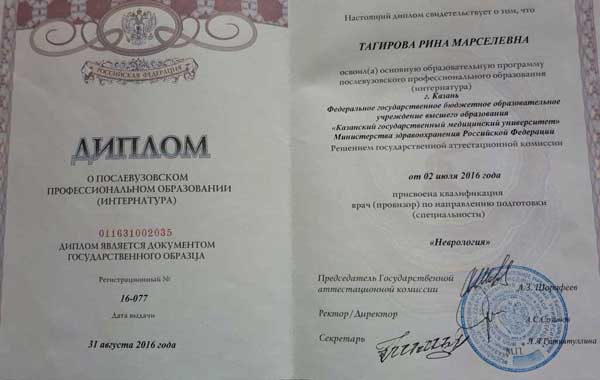 РОССИЙСКАЯ ФЕДЕРАЦИЯ
ДИПЛОМ
О ПОСЛЕВУЗОВСКОМ
ПРОФЕССИОНАЛЬНОМ ОБРАЗОВАНИИ
(ИНТЕРНАТУРА)
011631002035
ДИПЛОМ ЯВЛЯЕТСЯ ДОКУМЕНТОМ
ГОСУДАРСТВЕННОГО ОБРАЗЦА
Регистрационный №
16-077
Дата выдачи
31 августа 2016 года
Настоящий диплом свидетельствует о том, что
ТАГИРОВА РИНА МАРСЕЛЕВНА
освоил(а) основную образовательную программу
послевузовского профессионального образования
(интернатура)
г. Казань
Федеральное государственное бюджетное образовательное
учреждение высшего образования
«Казанский государственный медицинский университет»
Министерства здравоохранения Российской Федерации
Решением государственной аттестационной комиссии
от 02 июля 2016 года
присвоена квалификация
врач (провизор) по направлению подготовки
(специальности)
«Неврология»
Председатель Государственной
аттестационной комиссии А.З. Шарафеев
Ректор/Директор
Секретарь
М.П.